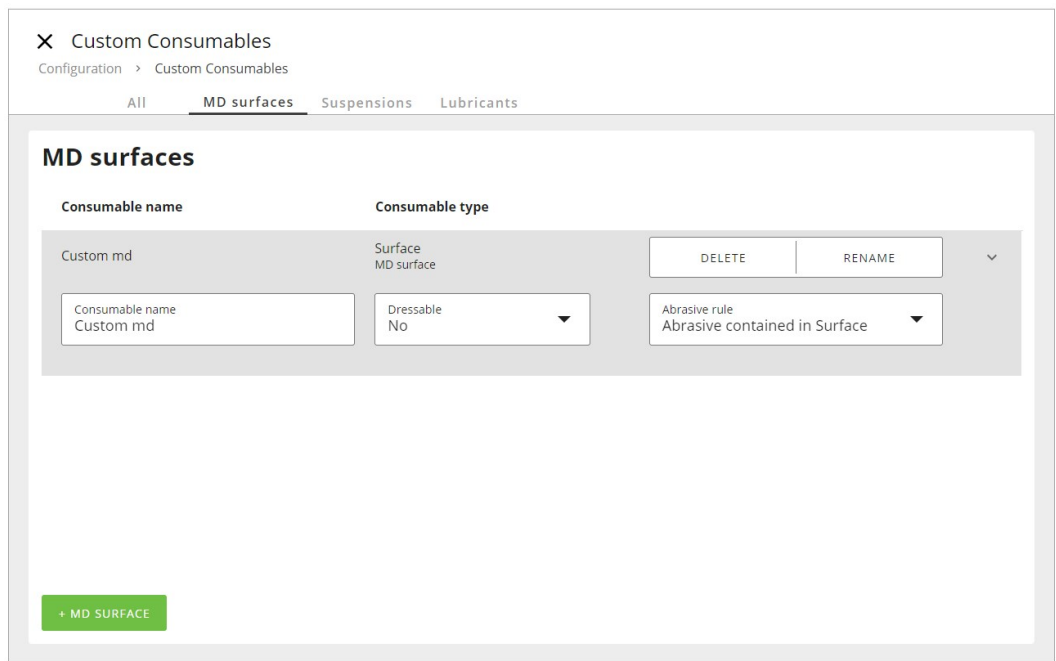 Custom Consumables
Configuration > Custom Consumables
All MD surfaces Suspensions Lubricants
MD surfaces
Consumable name Consumable type
Custom md
Surface
MD surface
DELETE RENAME
Consumable name
Custom md
Dressable
No
Abrasive rule
Abrasive contained in Surface
+ MD SURFACE